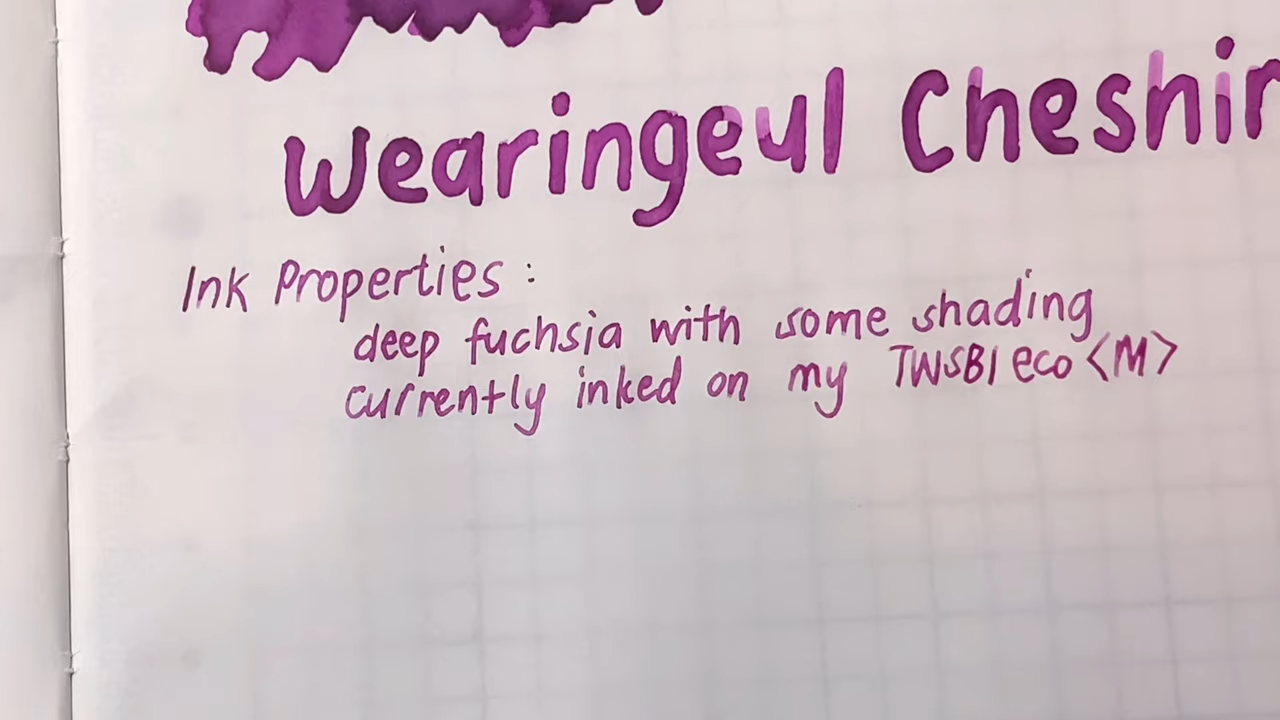 Wearingeul Cheshir
Ink Properties:
deep fuchsia with some shading
currently inked on my TWSBI eco <M>